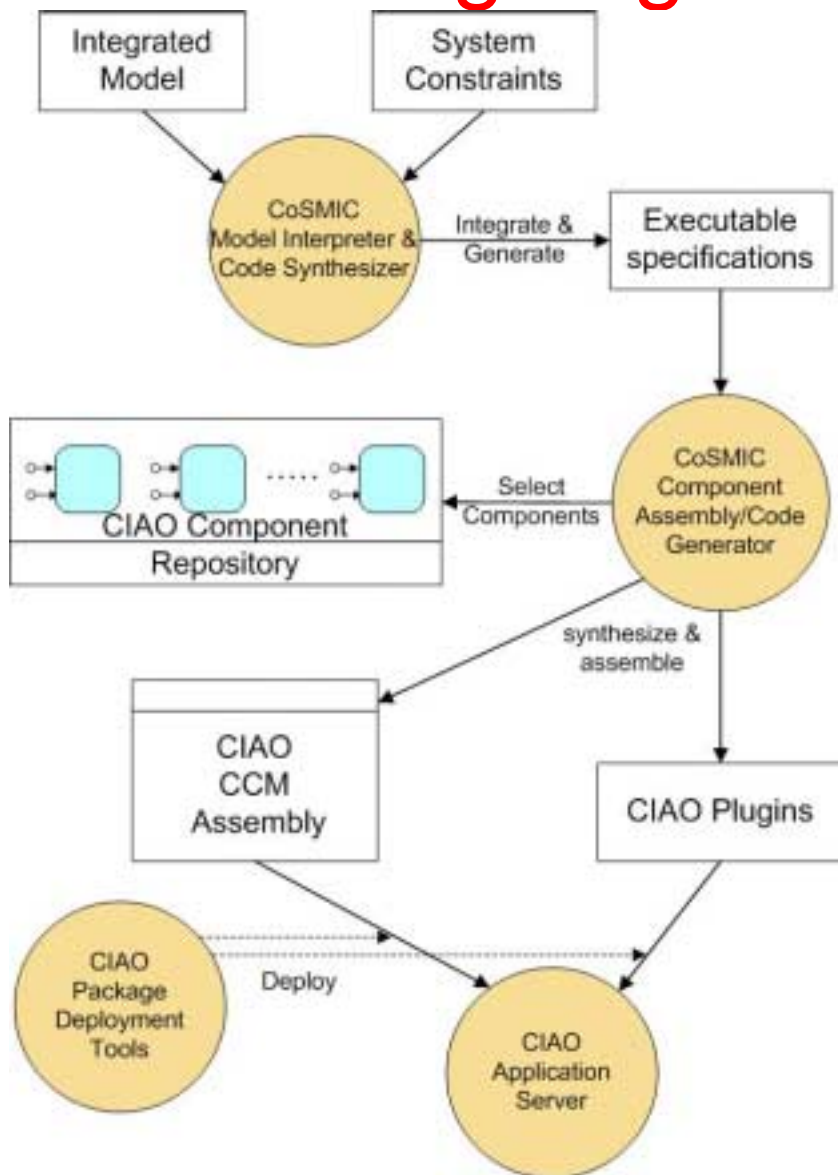 Integrated
Model
System
Constraints
CoSMIC
Model Interpreter &
Code Synthesizer
Integrate &
Generate
Executable
specifications
CIAO Component
Repository
Select
Components
CoSMIC
Component
Assembly/Code
Generator
synthesize &
assemble
CIAO
CCM
Assembly
CIAO Plugins
CIAO
Package
Deployment
Tools
Deploy
CIAO
Application
Server